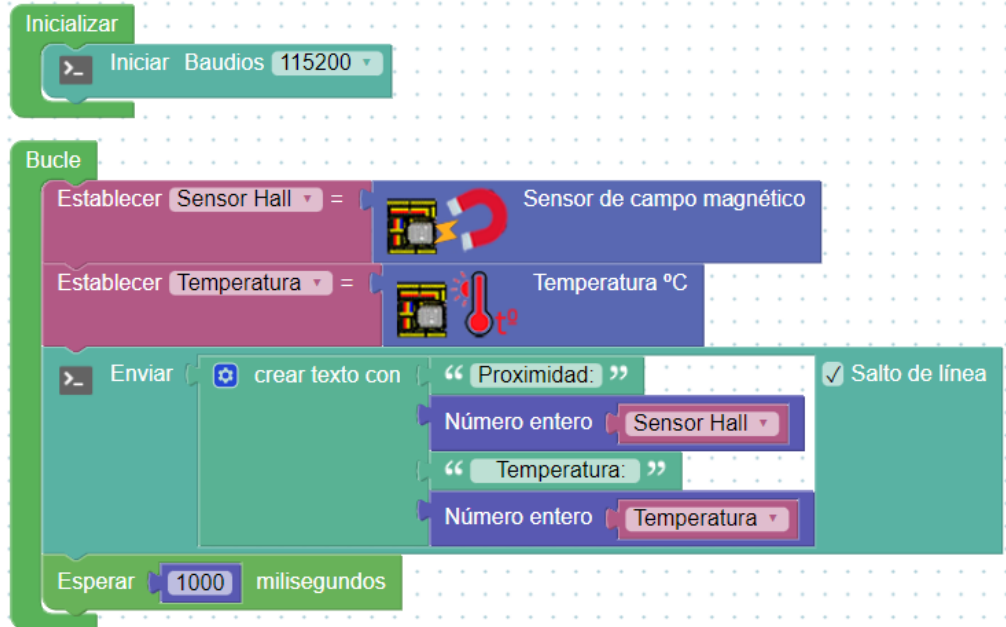 Inicializar
Iniciar Baudios 115200
Bucle
Establecer Sensor Hall = Sensor de campo magnético
Establecer Temperatura = tº Temperatura ºC
Enviar crear texto con “ Proximidad: ” Salto de línea
Número entero Sensor Hall
“ Temperatura: ”
Número entero Temperatura
Esperar 1000 milisegundos